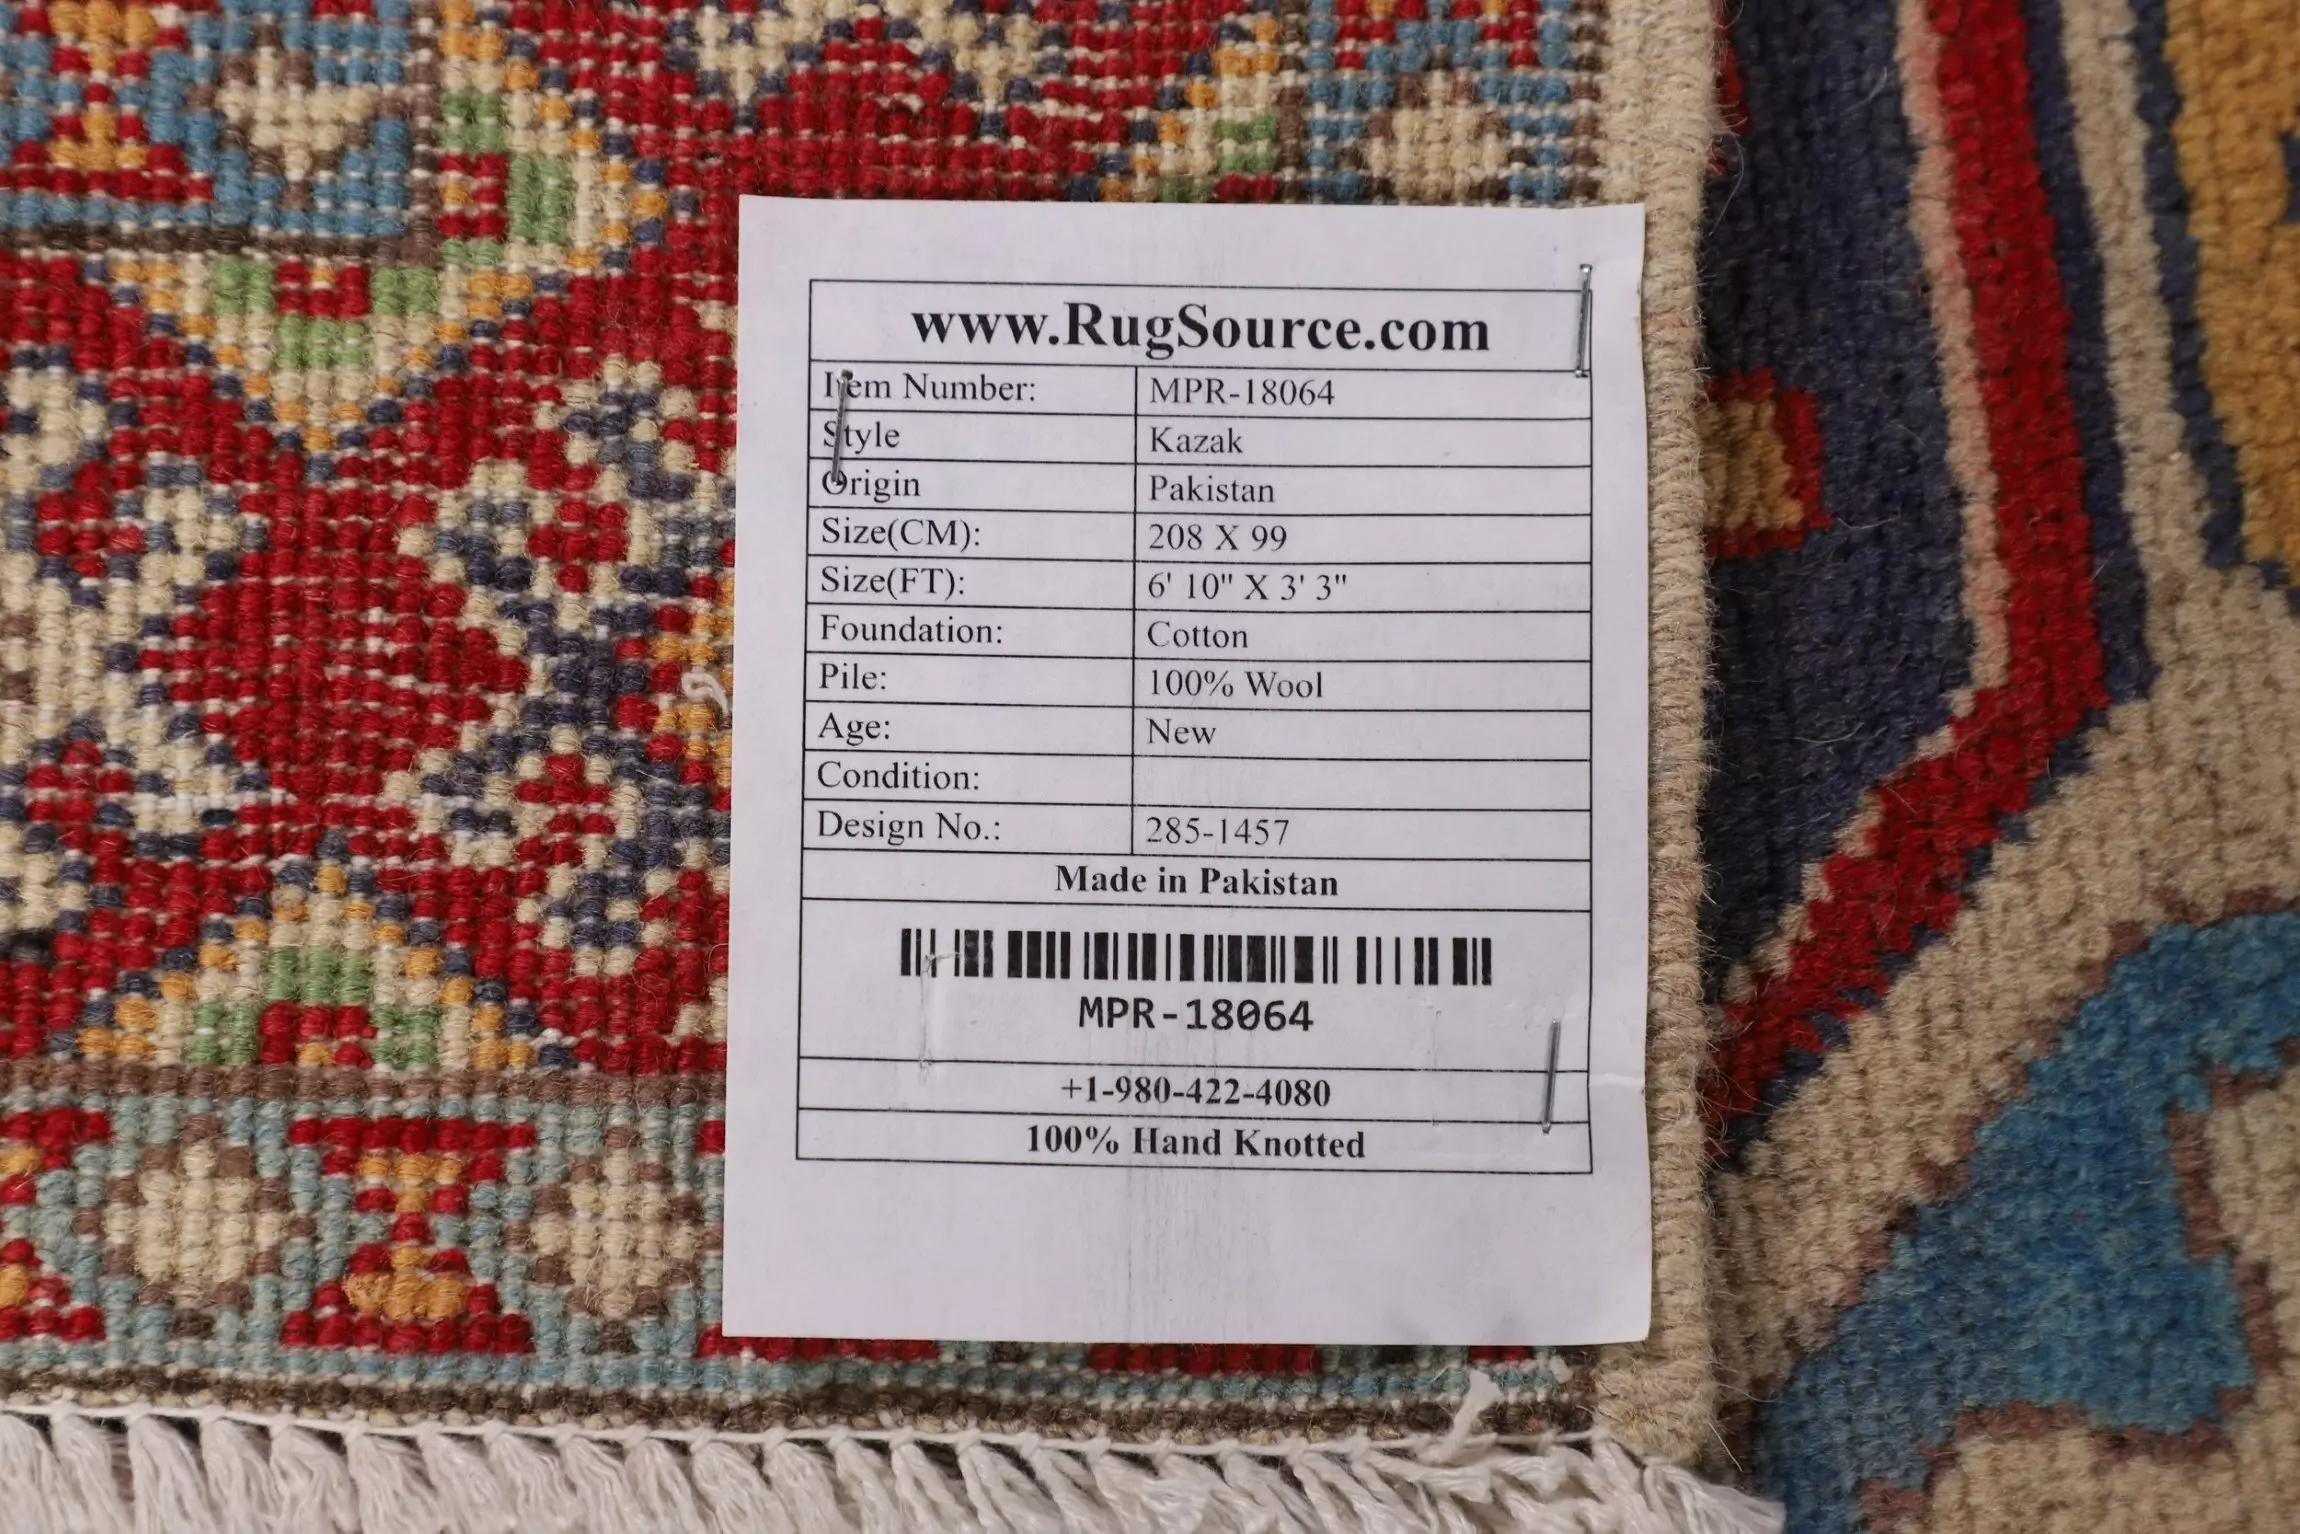 www.RugSource.com
Item Number: MPR-18064
Style Kazak
Origin Pakistan
Size(CM): 208 X 99
Size(FT): 6' 10" X 3' 3"
Foundation: Cotton
Pile: 100% Wool
Age: New
Condition:
Design No.: 285-1457
Made in Pakistan
MPR-18064
+1-980-422-4080
100% Hand Knotted